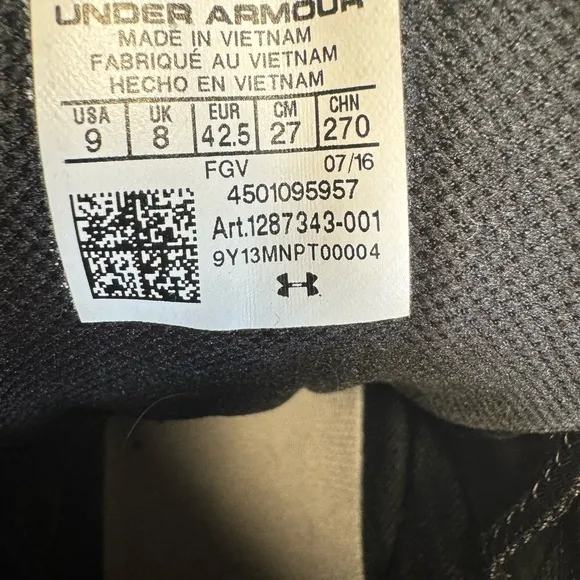 UNDER ARMOUR
MADE IN VIETNAM
FABRIQUÉ AU VIETNAM
HECHO EN VIETNAM
USA UK EUR CM CHN
9 8 42.5 27 270
FGV 07/16
4501095957
Art.1287343-001
9Y13MNPT00004